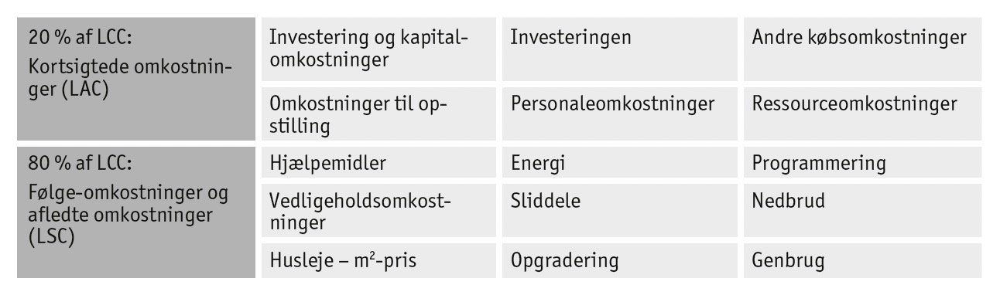 20 % af LCC:
Kortsigtede omkostnin-
ger (LAC)
Investering og kapital-
omkostninger
Investeringen
Andre købsomkostninger
Omkostninger til op-
stilling
Personaleomkostninger
Ressourceomkostninger
80 % af LCC:
Følge-omkostninger og
afledte omkostninger
(LSC)
Hjælpemidler
Energi
Programmering
Vedligeholdsomkost-
ninger
Sliddele
Nedbrud
Husleje – m²-pris
Opgradering
Genbrug